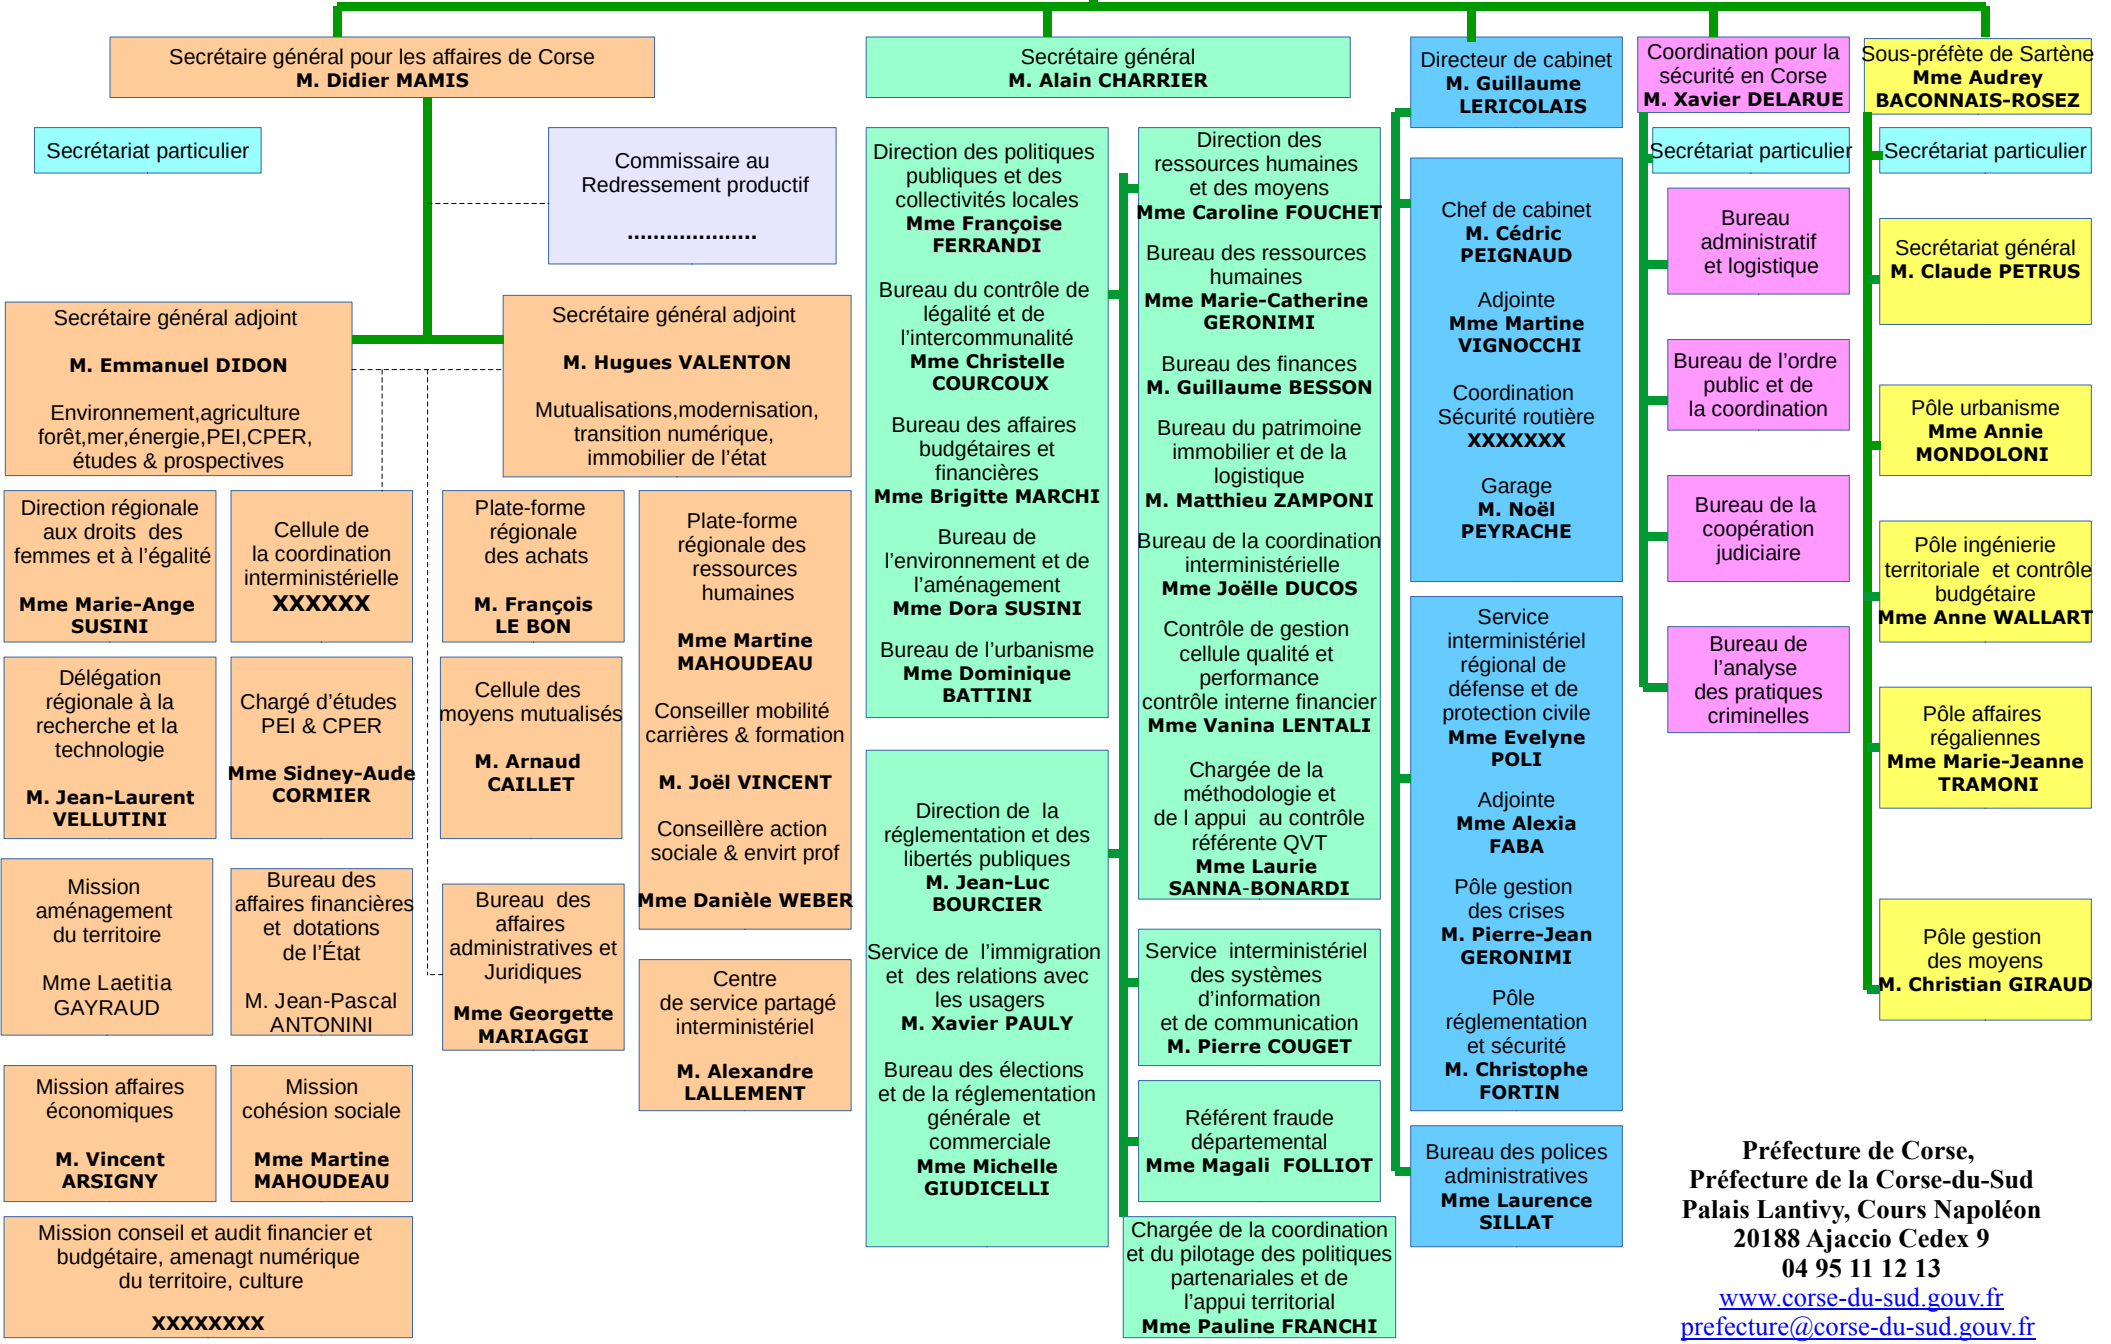 Secrétaire général pour les affaires de Corse
M. Didier MAMIS
Secrétariat particulier
Commissaire au
Redressement productif
....................
Secrétaire général adjoint
M. Emmanuel DIDON
Environnement,agriculture
forêt,mer,énergie,PEI,CPER,
études & prospectives
Secrétaire général adjoint
M. Hugues VALENTON
Mutualisations,modernisation,
transition numérique,
immobilier de l'état
Direction régionale
aux droits des
femmes et à l'égalité
Mme Marie-Ange
SUSINI
Cellule de
la coordination
interministérielle
XXXXXX
Plate-forme
régionale
des achats
M. François
LE BON
Plate-forme
régionale des
ressources
humaines
Mme Martine
MAHOUDEAU
Conseiller mobilité
carrières & formation
M. Joël VINCENT
Conseillère action
sociale & envirt prof
Mme Danièle WEBER
Délégation
régionale à la
recherche et la
technologie
M. Jean-Laurent
VELLUTINI
Chargé d'études
PEI & CPER
Mme Sidney-Aude
CORMIER
Cellule des
moyens mutualisés
M. Arnaud
CAILLET
Mission
aménagement
du territoire
Mme Laetitia
GAYRAUD
Bureau des
affaires financières
et dotations
de l'État
M. Jean-Pascal
ANTONINI
Bureau des
affaires
administratives et
Juridiques
Mme Georgette
MARIAGGI
Centre
de service partagé
interministériel
M. Alexandre
LALLEMENT
Mission affaires
économiques
M. Vincent
ARSIGNY
Mission
cohésion sociale
Mme Martine
MAHOUDEAU
Mission conseil et audit financier et
budgétaire, amenagt numérique
du territoire, culture
XXXXXXXX
Secrétaire général
M. Alain CHARRIER
Direction des politiques
publiques et des
collectivités locales
Mme Françoise
FERRANDI
Bureau du contrôle de
légalité et de
l'intercommunalité
Mme Christelle
COURCOUX
Bureau des affaires
budgétaires et
financières
Mme Brigitte MARCHI
Bureau de
l'environnement et de
l'aménagement
Mme Dora SUSINI
Bureau de l'urbanisme
Mme Dominique
BATTINI
Direction de la
réglementation et des
libertés publiques
M. Jean-Luc
BOURCIER
Service de l'immigration
et des relations avec
les usagers
M. Xavier PAULY
Bureau des élections
et de la réglementation
générale et
commerciale
Mme Michelle
GIUDICELLI
Direction des
ressources humaines
et des moyens
Mme Caroline FOUCHET
Bureau des ressources
humaines
Mme Marie-Catherine
GERONIMI
Bureau des finances
M. Guillaume BESSON
Bureau du patrimoine
immobilier et de la
logistique
M. Matthieu ZAMPONI
Bureau de la coordination
interministérielle
Mme Joëlle DUCOS
Contrôle de gestion
cellule qualité et
performance
contrôle interne financier
Mme Vanina LENTALI
Chargée de la
méthodologie et
de l appui au contrôle
référente QVT
Mme Laurie
SANNA-BONARDI
Service interministériel
des systèmes
d'information
et de communication
M. Pierre COUGET
Référent fraude
départemental
Mme Magali FOLLIOT
Chargée de la coordination
et du pilotage des politiques
partenariales et de
l'appui territorial
Mme Pauline FRANCHI
Directeur de cabinet
M. Guillaume
LERICOLAIS
Chef de cabinet
M. Cédric
PEIGNAUD
Adjointe
Mme Martine
VIGNOCCHI
Coordination
Sécurité routière
XXXXXXX
Garage
M. Noël
PEYRACHE
Service
interministériel
régional de
défense et de
protection civile
Mme Evelyne
POLI
Adjointe
Mme Alexia
FABA
Pôle gestion
des crises
M. Pierre-Jean
GERONIMI
Pôle
réglementation
et sécurité
M. Christophe
FORTIN
Bureau des polices
administratives
Mme Laurence
SILLAT
Coordination pour la
sécurité en Corse
M. Xavier DELARUE
Secrétariat particulier
Bureau
administratif
et logistique
Bureau de l'ordre
public et de
la coordination
Bureau de la
coopération
judiciaire
Bureau de
l'analyse
des pratiques
criminelles
Sous-préfète de Sartène
Mme Audrey
BACONNAIS-ROSEZ
Secrétariat particulier
Secrétariat général
M. Claude PETRUS
Pôle urbanisme
Mme Annie
MONDOLONI
Pôle ingénierie
territoriale et contrôle
budgétaire
Mme Anne WALLART
Pôle affaires
régaliennes
Mme Marie-Jeanne
TRAMONI
Pôle gestion
des moyens
M. Christian GIRAUD
Préfecture de Corse,
Préfecture de la Corse-du-Sud
Palais Lantivy, Cours Napoléon
20188 Ajaccio Cedex 9
04 95 11 12 13
www.corse-du-sud.gouv.fr
prefecture@corse-du-sud.gouv.fr